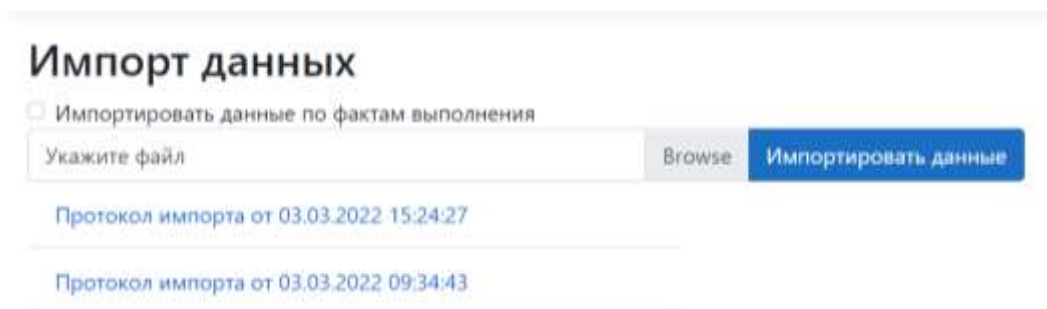 Импорт данных
Импортировать данные по фактам выполнения
Укажите файл Browse Импортировать данные
Протокол импорта от 03.03.2022 15:24:27
Протокол импорта от 03.03.2022 09:34:43